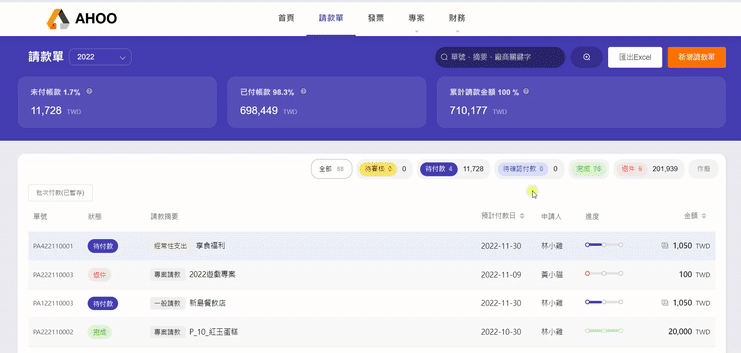 AHOO 首頁 請款單 發票 專案 財務
請款單 2022 單號、摘要、廠商關鍵字 匯出Excel 新增請款單
未付帳款 1.7% 已付帳款 98.3% 累計請款金額 100 %
11,728 TWD 698,449 TWD 710,177 TWD
全部 88 待審核 0 0 待付款 4 11,728 待確認付款 0 0 完成 78 退件 6 201,939 作廢
批次付款(已暫存)
單號 狀態 請款摘要 預計付款日 申請人 進度 金額
PA422110001 待付款 經常性支出 享食福利 2022-11-30 林小雞 1,050 TWD
PA222110003 退件 專案請款 2022遊戲專案 2022-11-09 黃小貓 100 TWD
PA122110003 待付款 一般請款 新島餐飲店 2022-11-30 林小雞 1,050 TWD
PA222110002 完成 專案請款 P_10_紅玉蛋糕 2022-10-30 林小雞 20,000 TWD